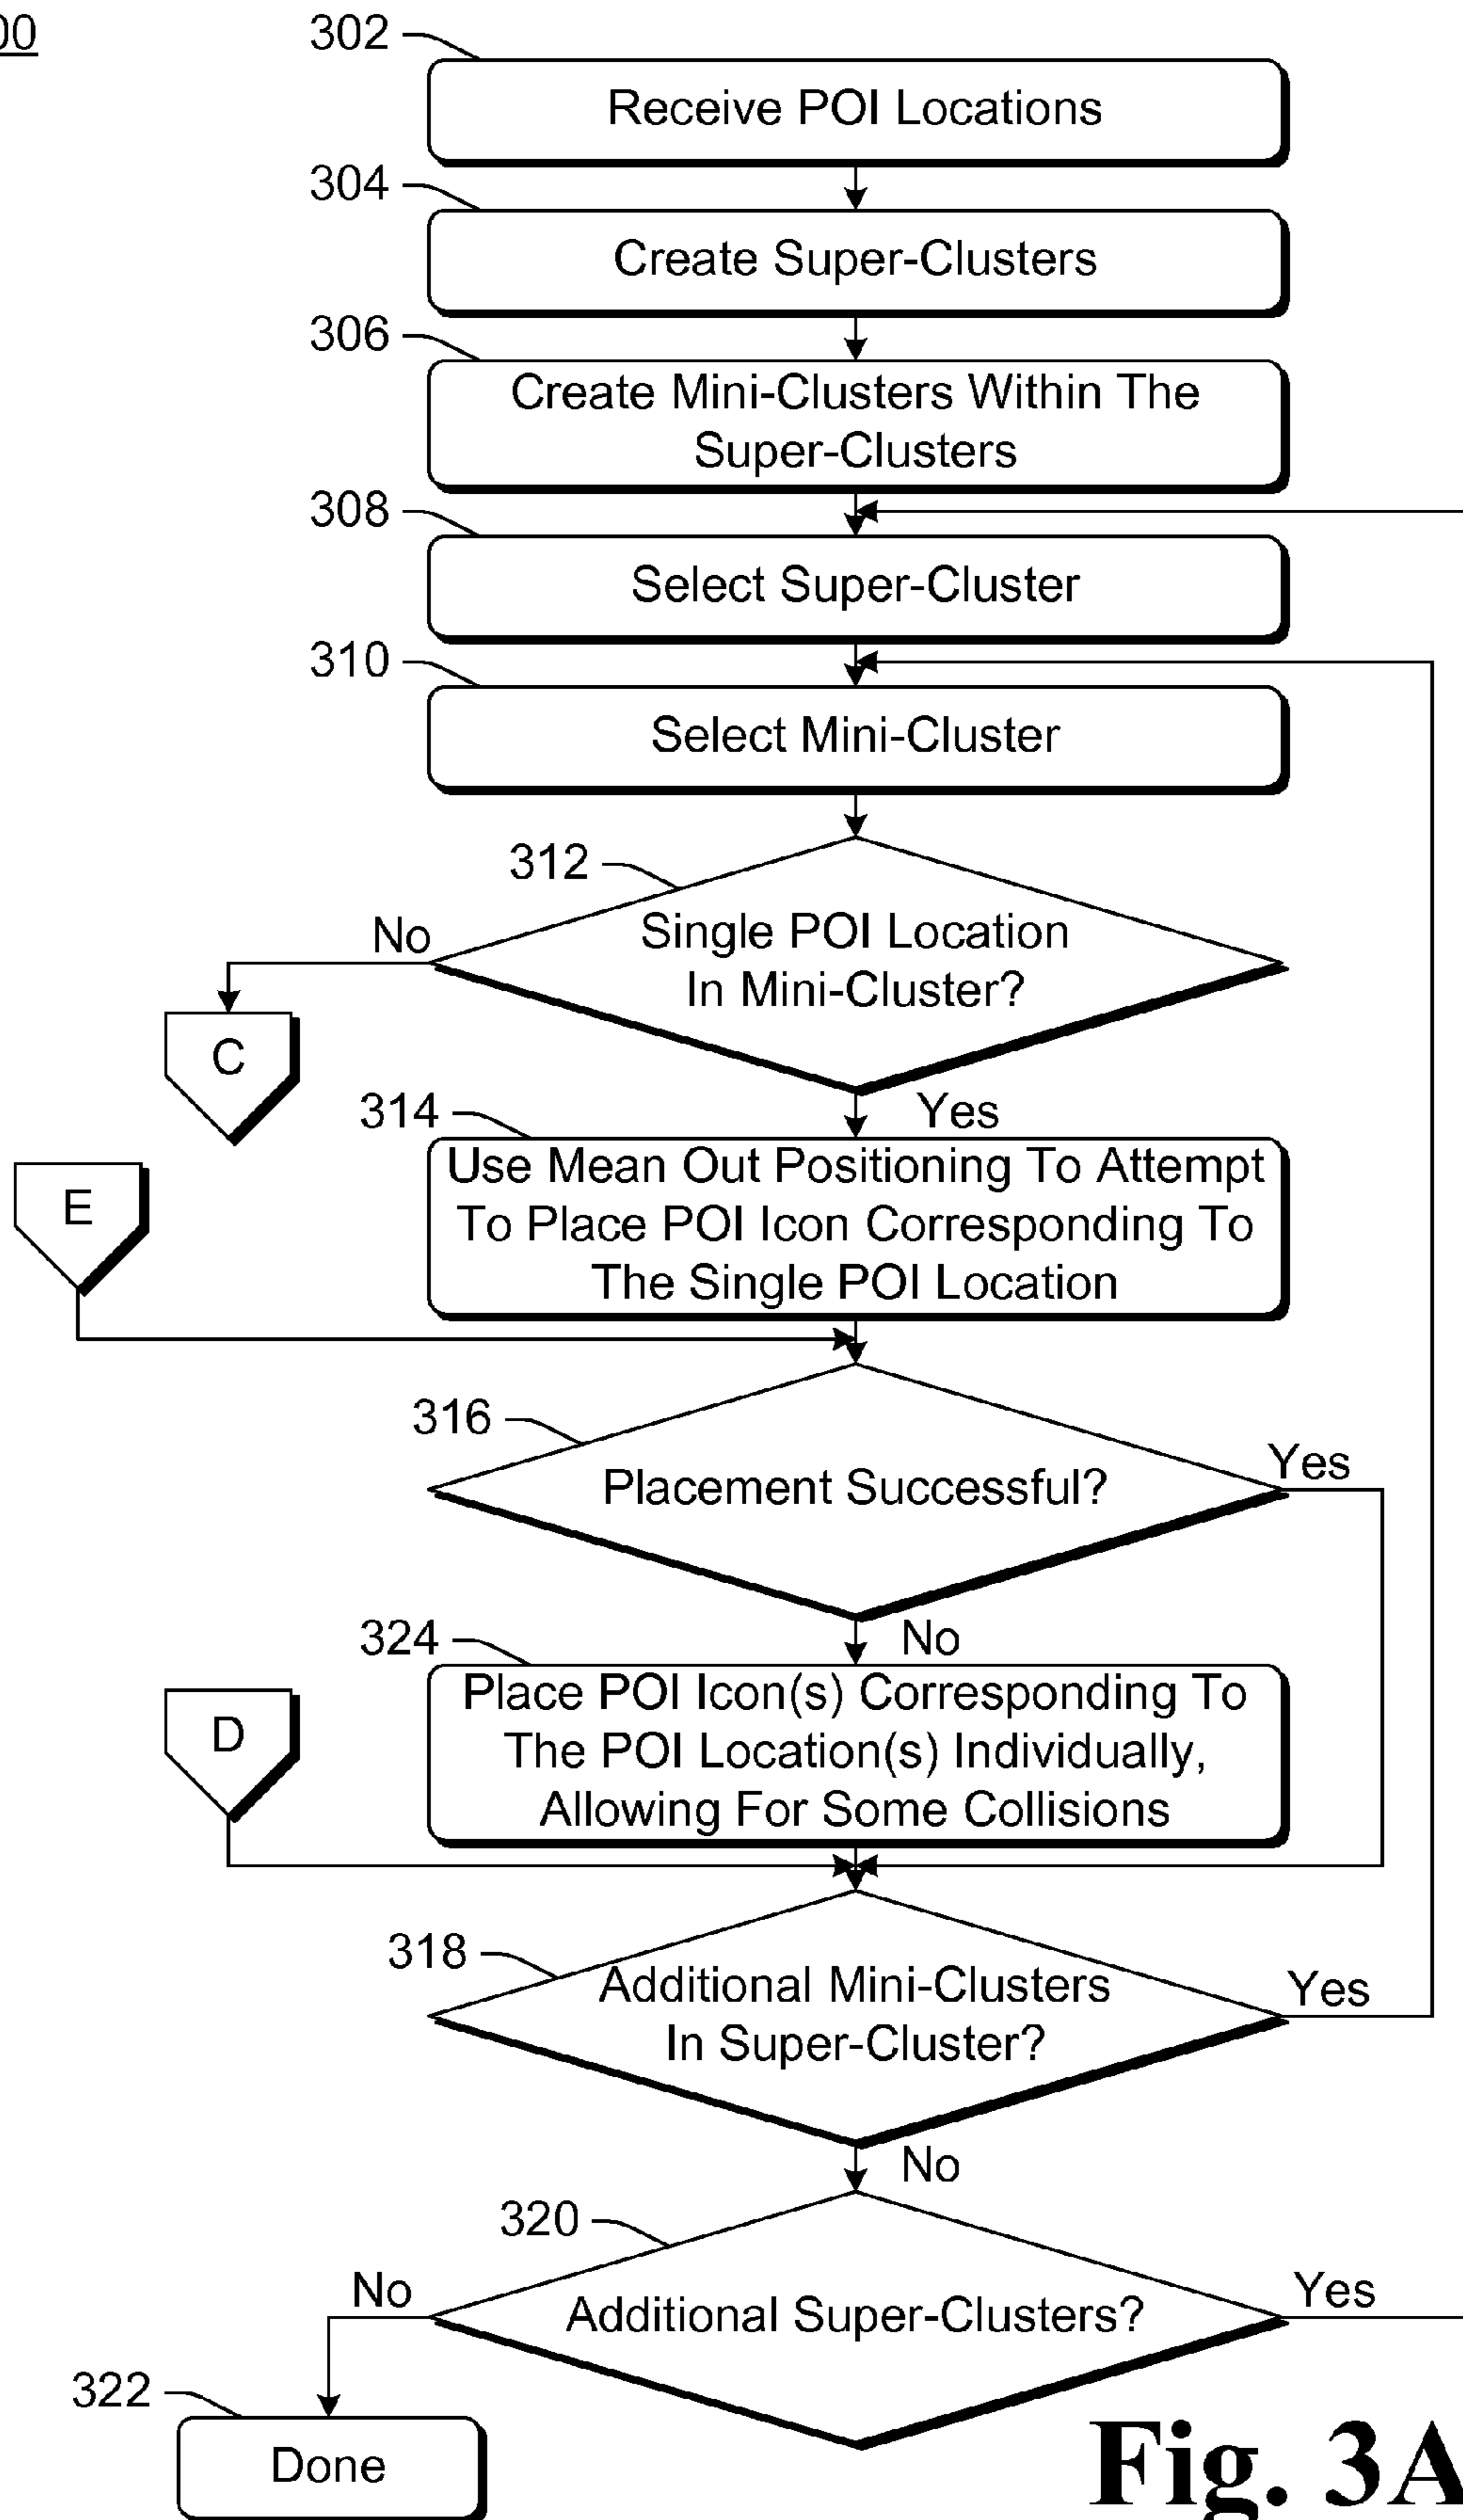 00
302
Receive POI Locations
304
Create Super-Clusters
306
Create Mini-Clusters Within The
Super-Clusters
308
Select Super-Cluster
310
Select Mini-Cluster
312
Single POI Location
In Mini-Cluster?
No
C
Yes
314
Use Mean Out Positioning To Attempt
To Place POI Icon Corresponding To
The Single POI Location
E
316
Placement Successful?
Yes
No
324
Place POI Icon(s) Corresponding To
The POI Location(s) Individually,
Allowing For Some Collisions
D
318
Additional Mini-Clusters
In Super-Cluster?
Yes
No
320
Additional Super-Clusters?
No
Yes
322
Done
Fig. 3A